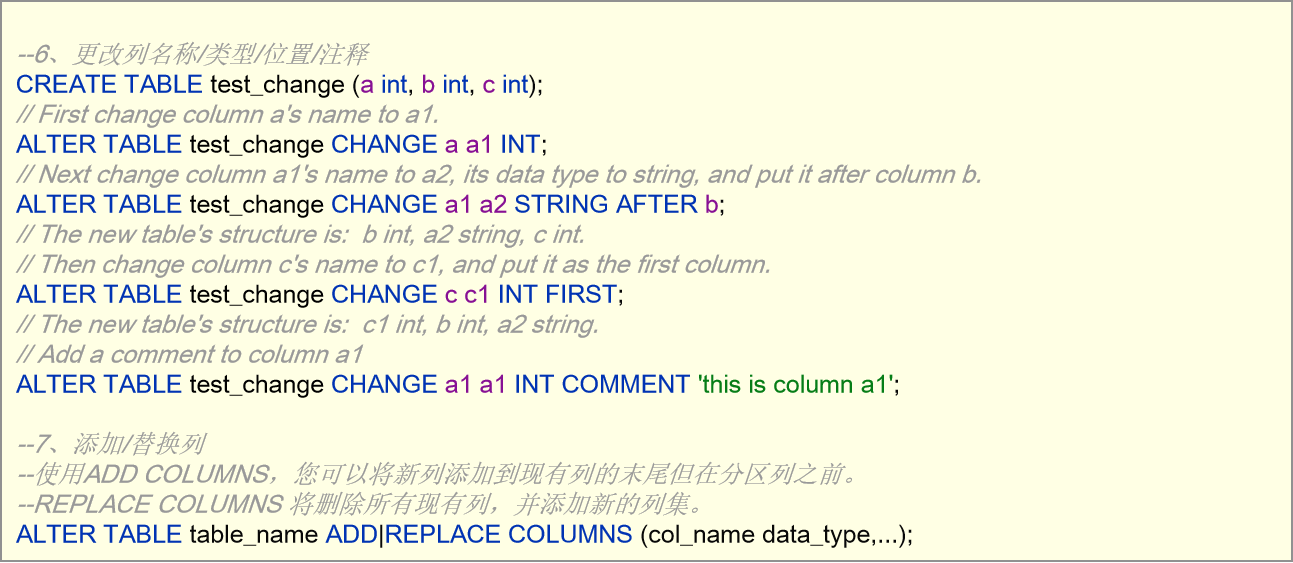 --6、更改列名称/类型/位置/注释
CREATE TABLE test_change (a int, b int, c int);
// First change column a's name to a1.
ALTER TABLE test_change CHANGE a a1 INT;
// Next change column a1's name to a2, its data type to string, and put it after column b.
ALTER TABLE test_change CHANGE a1 a2 STRING AFTER b;
// The new table's structure is:  b int, a2 string, c int.
// Then change column c's name to c1, and put it as the first column.
ALTER TABLE test_change CHANGE c c1 INT FIRST;
// The new table's structure is:  c1 int, b int, a2 string.
// Add a comment to column a1
ALTER TABLE test_change CHANGE a1 a1 INT COMMENT 'this is column a1';
--7、添加/替换列
--使用ADD COLUMNS，您可以将新列添加到现有列的末尾但在分区列之前。
--REPLACE COLUMNS 将删除所有现有列，并添加新的列集。
ALTER TABLE table_name ADD|REPLACE COLUMNS (col_name data_type,...);